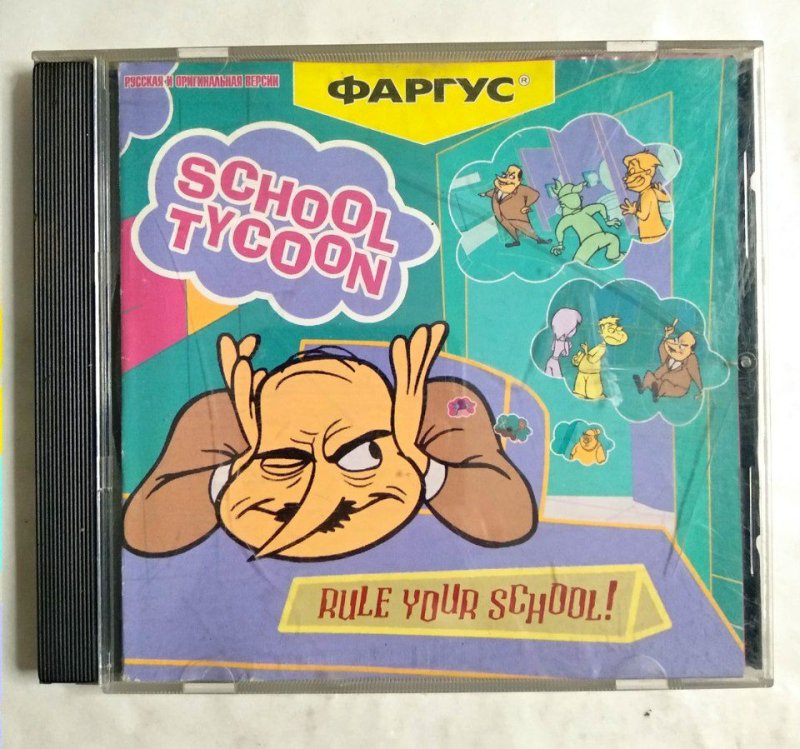 РУССКАЯ И ОРИГИНАЛЬНАЯ ВЕРСИИ
ФАРГУС®
SCHOOL
TYCOON
RULE YOUR SCHOOL!